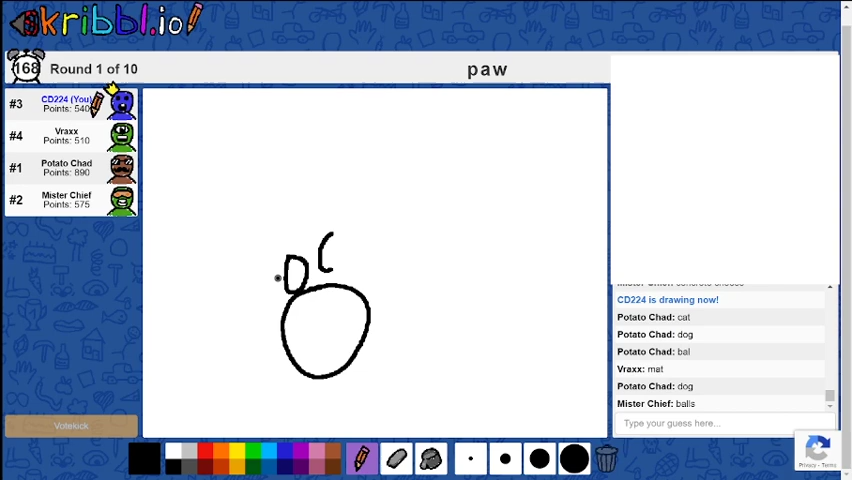 skribbl.io
168 Round 1 of 10 paw
#3 CD224 (You)
Points: 540
#4 Vraxx
Points: 510
#1 Potato Chad
Points: 890
#2 Mister Chief
Points: 575
CD224 is drawing now!
Potato Chad: cat
Potato Chad: dog
Potato Chad: bal
Vraxx: mat
Potato Chad: dog
Mister Chief: balls
Type your guess here...
Votekick
Privacy - Terms